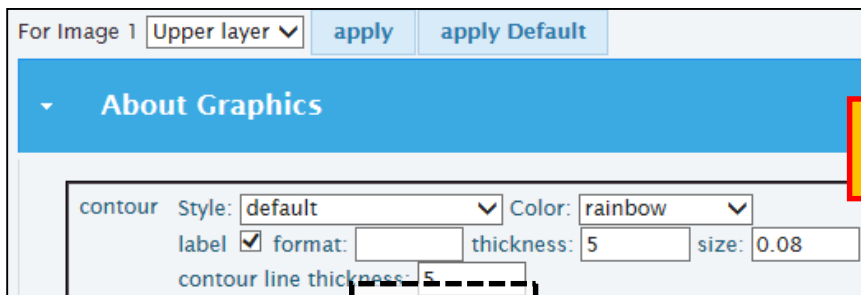 For Image 1 Upper layer apply apply Default
About Graphics
contour Style: default Color: rainbow
label format: thickness: 5 size: 0.08
contour line thickness: 5